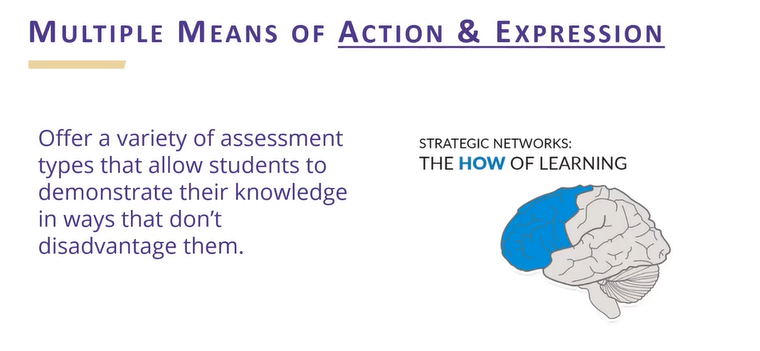 MULTIPLE MEANS OF ACTION & EXPRESSION
Offer a variety of assessment
types that allow students to
demonstrate their knowledge
in ways that don’t
disadvantage them.
STRATEGIC NETWORKS:
THE HOW OF LEARNING